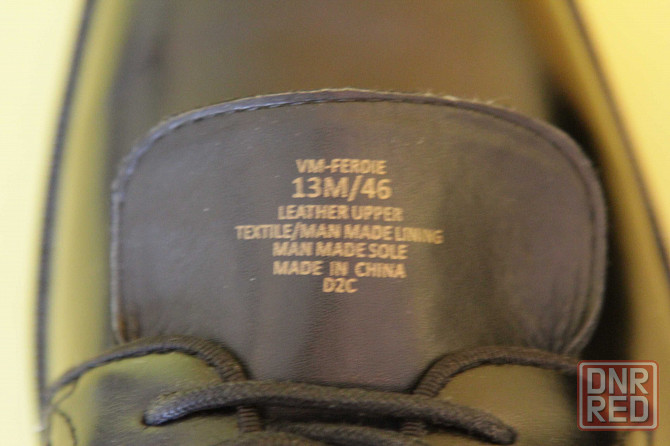 VM-FERDIE
13M/46
LEATHER UPPER
TEXTILE/MAN MADE LINING
MAN MADE SOLE
MADE IN CHINA
D2C
DNR
RED